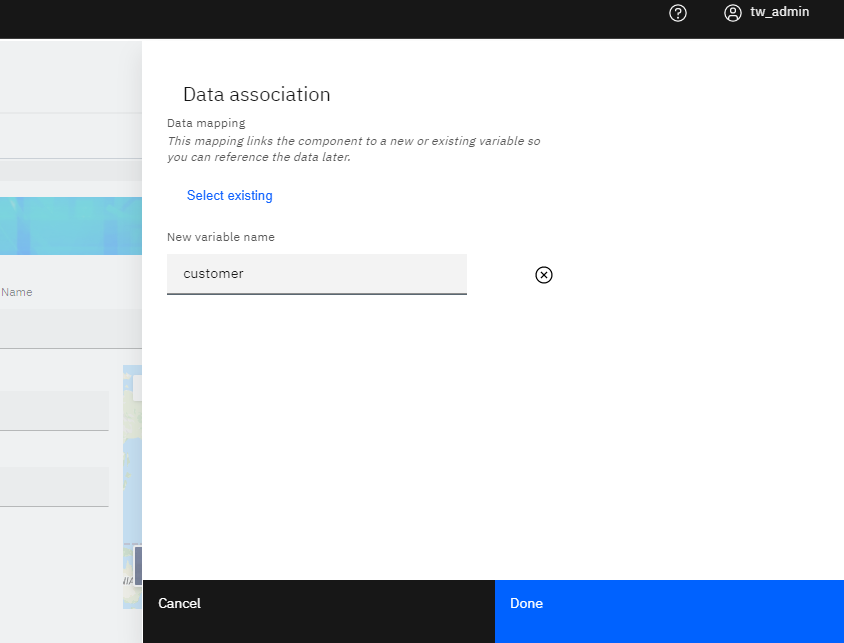 tw_admin
Data association
Data mapping
This mapping links the component to a new or existing variable so
you can reference the data later.
Select existing
New variable name
customer
Name
Cancel
Done